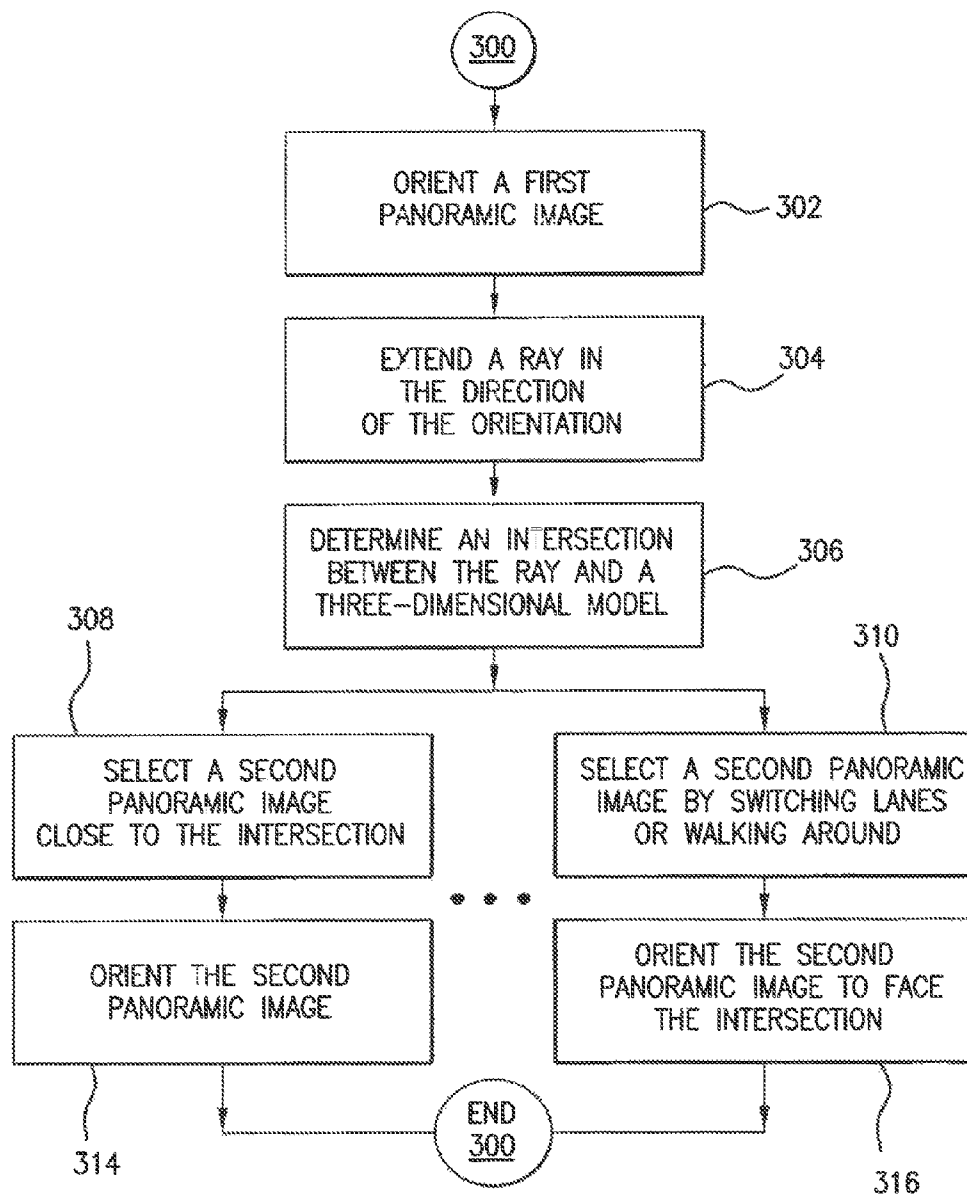 300
ORIENT A FIRST
PANORAMIC IMAGE
302
EXTEND A RAY IN
THE DIRECTION
OF THE ORIENTATION
304
DETERMINE AN INTERSECTION
BETWEEN THE RAY AND A
THREE-DIMENSIONAL MODEL
306
308
310
SELECT A SECOND
PANORAMIC IMAGE
CLOSE TO THE INTERSECTION
SELECT A SECOND PANORAMIC
IMAGE BY SWITCHING LANES
OR WALKING AROUND
• • •
ORIENT THE SECOND
PANORAMIC IMAGE
ORIENT THE SECOND
PANORAMIC IMAGE TO FACE
THE INTERSECTION
314
END
300
316